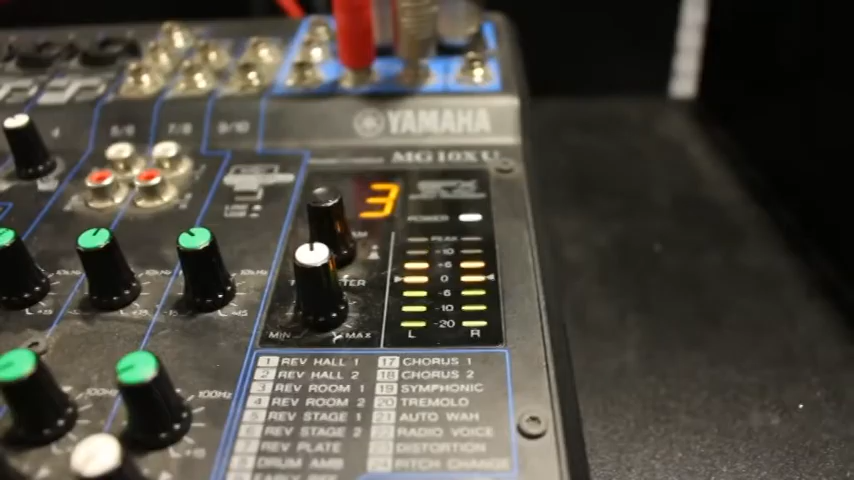 5/6
7/8
9/10
YAMAHA
MG10XU
3
POWER
PEAK
+10
+6
0
-6
-10
-20
L R
MIN MAX
100Hz
100Hz
1 REV HALL 1
2 REV HALL 2
3 REV ROOM 1
4 REV ROOM 2
5 REV STAGE 1
6 REV STAGE 2
7 REV PLATE
8 DRUM AMB
17 CHORUS 1
18 CHORUS 2
19 SYMPHONIC
20 TREMOLO
21 AUTO WAH
22 RADIO VOICE
23 DISTORTION
24 PITCH CHANGE